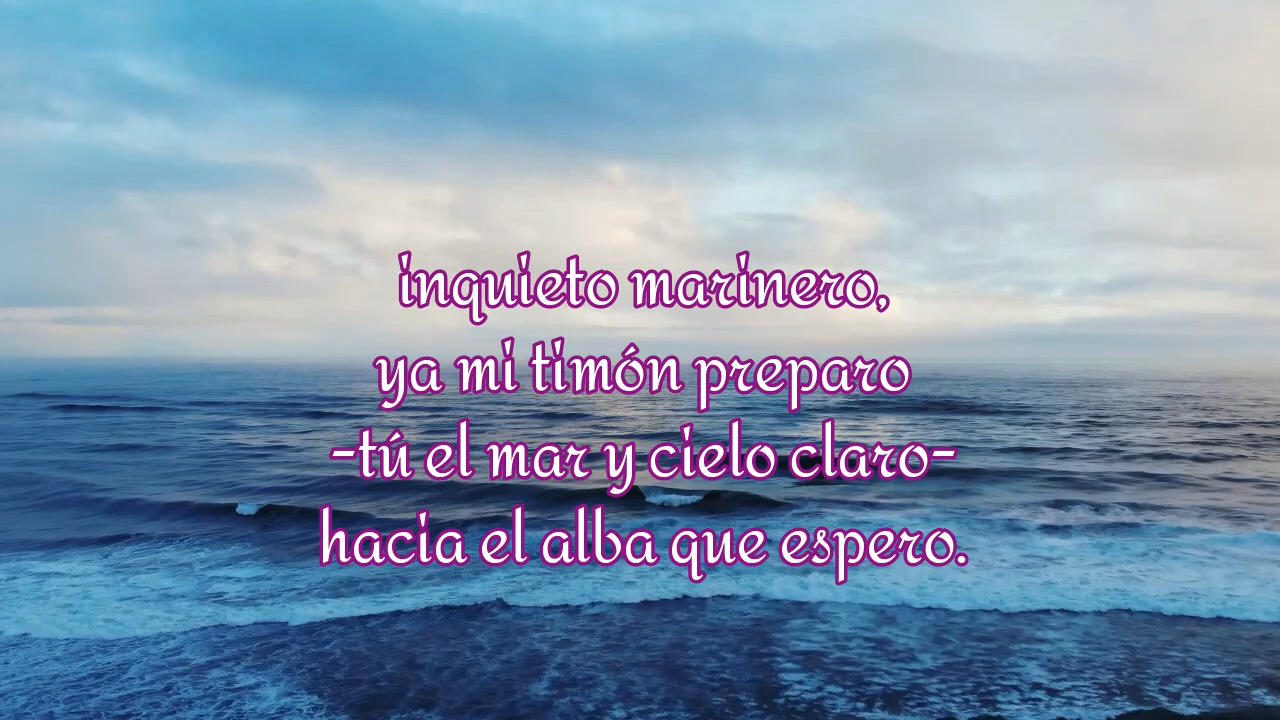 inquieto marinero,
ya mi timón preparo
-tú el mar y cielo claro-
hacia el alba que espero.